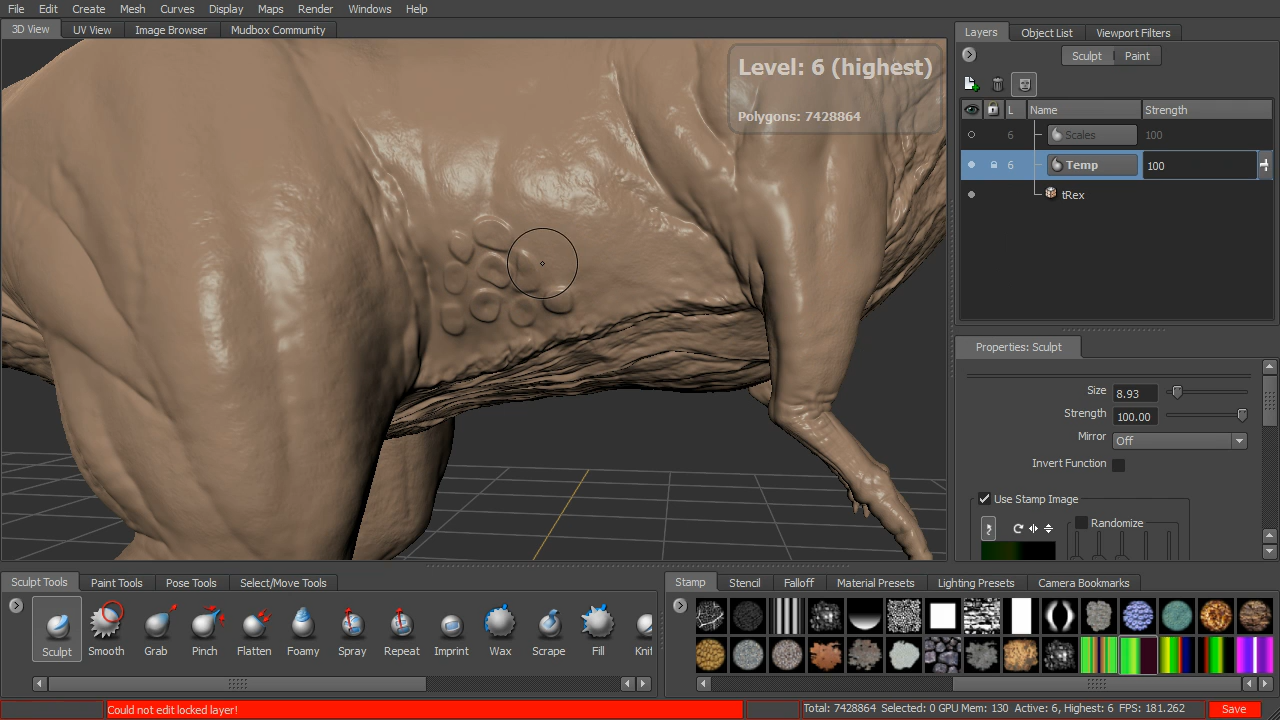 File Edit Create Mesh Curves Display Maps Render Windows Help
3D View UV View Image Browser Mudbox Community
Level: 6 (highest)
Polygons: 7428864
Layers Object List Viewport Filters
Sculpt Paint
L Name Strength
6 Scales 100
6 Temp 100
tRex
Properties: Sculpt
Size 8.93
Strength 100.00
Mirror Off
Invert Function
Use Stamp Image
Randomize
Sculpt Tools Paint Tools Pose Tools Select/Move Tools
Sculpt Smooth Grab Pinch Flatten Foamy Spray Repeat Imprint Wax Scrape Fill Knif
Stamp Stencil Falloff Material Presets Lighting Presets Camera Bookmarks
Could not edit locked layer!
Total: 7428864 Selected: 0 GPU Mem: 130 Active: 6, Highest: 6 FPS: 181.262
Save